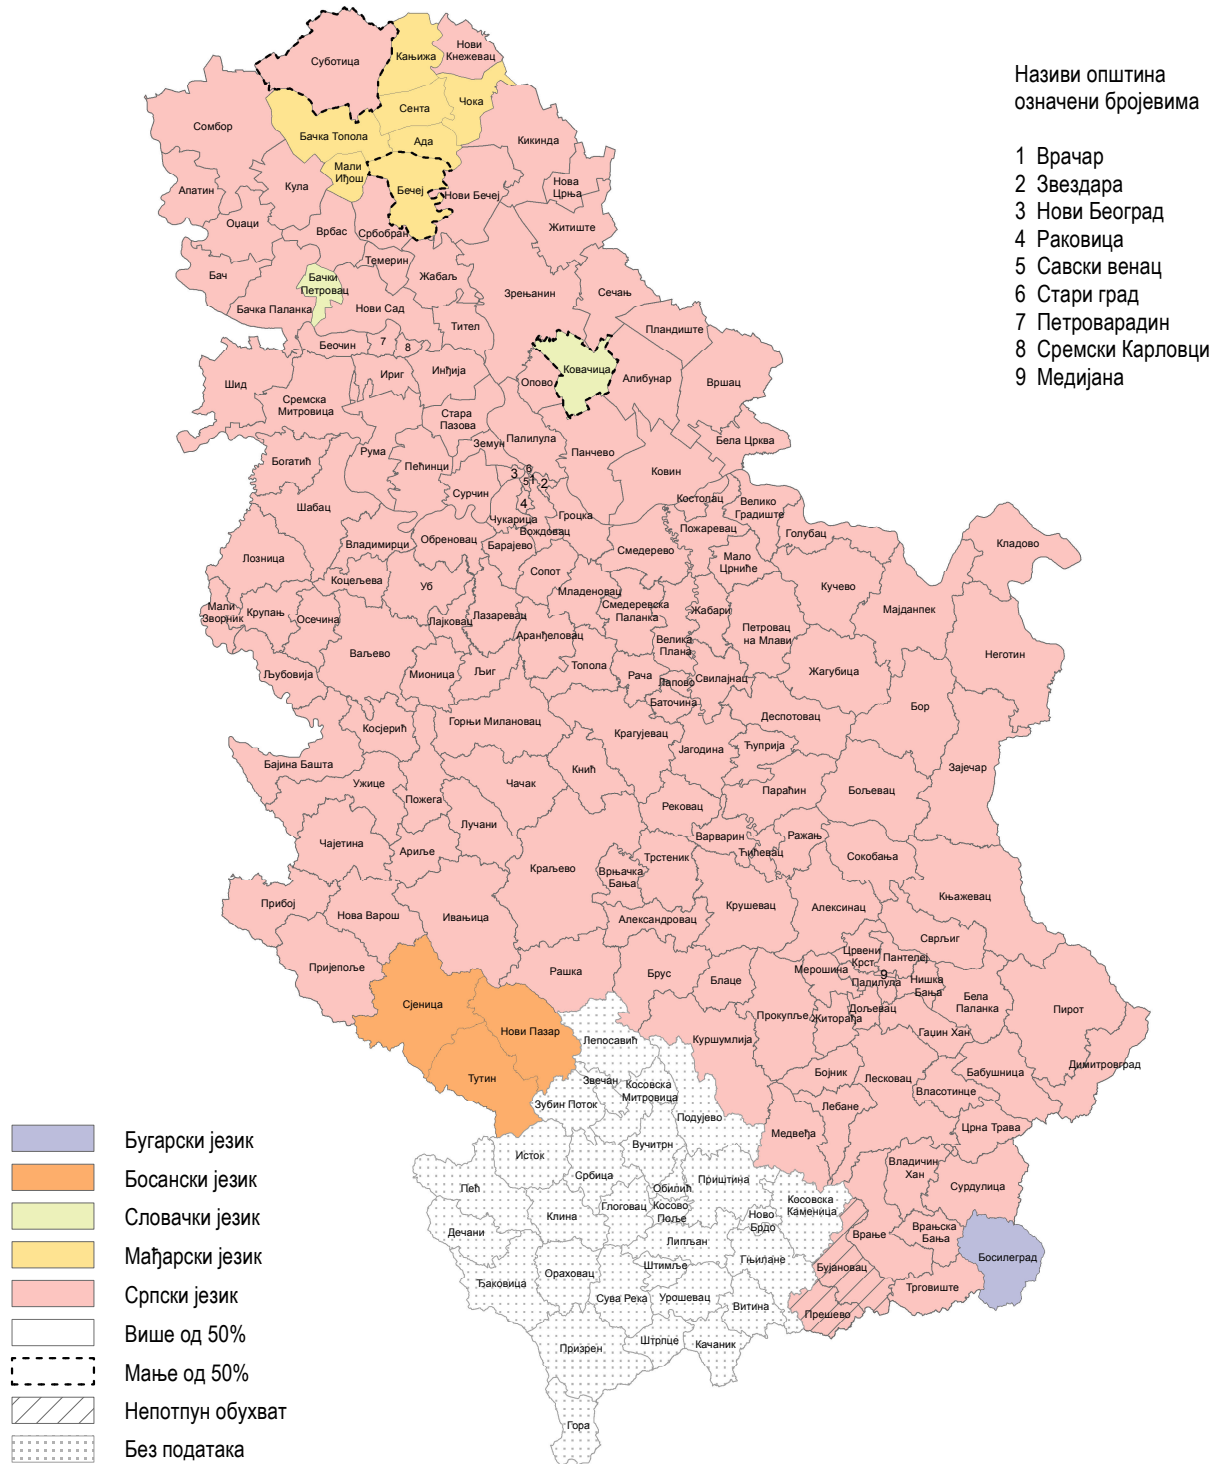 Називи општина
означени бројевима
1 Врачар
2 Звездара
3 Нови Београд
4 Раковица
5 Савски венац
6 Стари град
7 Петроварадин
8 Сремски Карловци
9 Медијана
Суботица
Кањижа
Нови
Кнежевац
Сента
Чока
Сомбор
Бачка Топола
Ада
Кикинда
Мали
Иђош
Апатин
Кула
Бечеј
Нови Бечеј
Нова
Црња
Оџаци
Врбас
Србобран
Житиште
Бач
Темерин
Жабаљ
Бачки
Петровац
Зрењанин
Сечањ
Бачка Паланка
Нови Сад
Тител
Пландиште
Беочин
7
8
Шид
Ириг
Инђија
Опово
Ковачица
Алибунар
Вршац
Сремска
Митровица
Стара
Пазова
Земун
Палилула
Панчево
Бела Црква
Богатић
Рума
Пећинци
Ковин
Сурчин
3
6
5
1
2
4
Шабац
Костолац
Велико
Градиште
Чукарица
Гроцка
Вождовац
Пожаревац
Голубац
Кладово
Владимирци
Обреновац
Барајево
Смедерево
Мало
Црниће
Лозница
Коцељева
Уб
Сопот
Младеновац
Кучево
Мајданпек
Мали
Зворник
Крупањ
Осечина
Лајковац
Лазаревац
Смедеревска
Паланка
Жабари
Аранђеловац
Петровац
на Млави
Велика
Плана
Ваљево
Љубовија
Мионица
Љиг
Топола
Рача
Лапово
Свилајнац
Жагубица
Неготин
Баточина
Косјерић
Горњи Милановац
Крагујевац
Деспотовац
Бор
Јагодина
Ћуприја
Бајина Башта
Ужице
Чачак
Кнић
Параћин
Бољевац
Зајечар
Пожега
Лучани
Рековац
Варварин
Ражањ
Чајетина
Ариље
Ћићевац
Сокобања
Краљево
Врњачка
Бања
Трстеник
Прибој
Нова Варош
Ивањица
Александровац
Крушевац
Алексинац
Књажевац
Сврљиг
Пријепоље
Рашка
Брус
Блаце
Мерошина
Црвени
Крст
Пантелеј
9
Палилула
Нишка
Бања
Сјеница
Бела
Паланка
Пирот
Нови Пазар
Прокупље
Житорађа
Дољевац
Гаџин Хан
Лепосавић
Куршумлија
Димитровград
Тутин
Звечан
Косовска
Митровица
Зубин Поток
Бојник
Лесковац
Бабушница
Власотинце
Лебане
Подујево
Медвеђа
Црна Трава
Вучитрн
Исток
Србица
Владичин
Хан
Сурдулица
Пећ
Обилић
Приштина
Косово
Поље
Косовска
Каменица
Клина
Глоговац
Ново
Брдо
Дечани
Врање
Врањска
Бања
Липљан
Босилеград
Ораховац
Штимље
Гњилане
Бујановац
Ђаковица
Сува Река
Урошевац
Витина
Трговиште
Прешево
Призрен
Штрпце
Качаник
Гора
Бугарски језик
Босански језик
Словачки језик
Мађарски језик
Српски језик
Више од 50%
Мање од 50%
Непотпун обухват
Без података